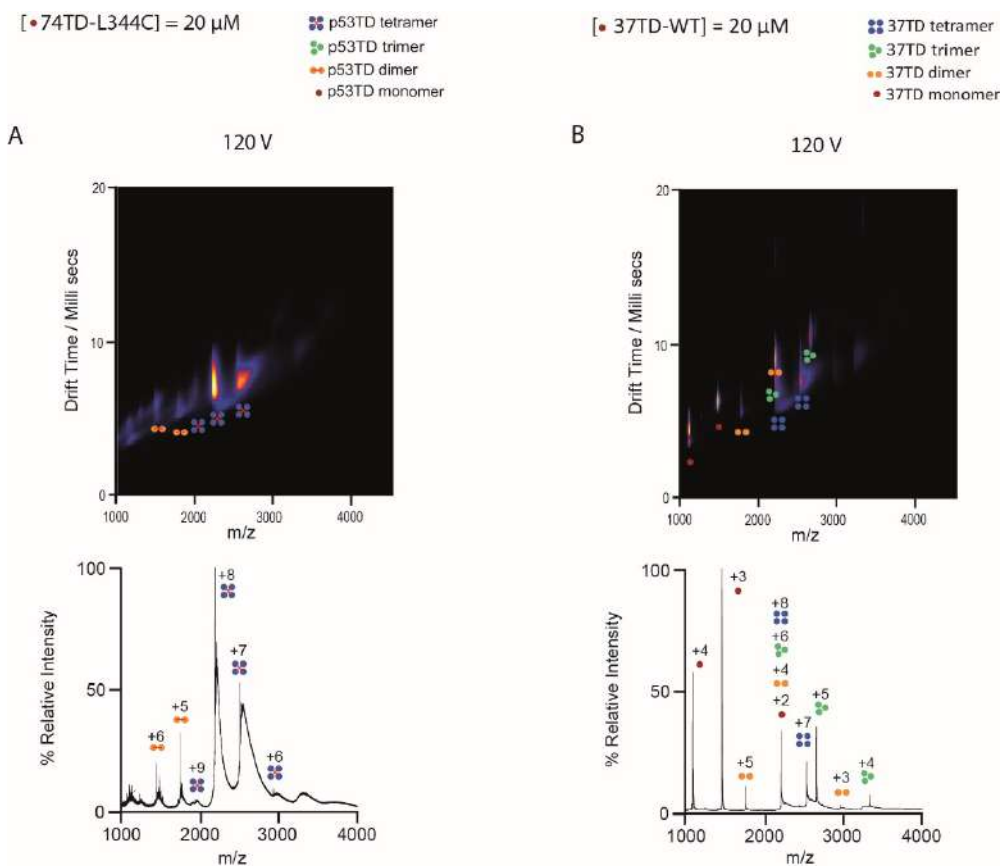 [ • 74TD-L344C] = 20 µM
p53TD tetramer
p53TD trimer
p53TD dimer
p53TD monomer
[ • 37TD-WT] = 20 µM
37TD tetramer
37TD trimer
37TD dimer
37TD monomer
A
120 V
20
10
0
Drift Time / Milli secs
1000 2000 3000 4000
m/z
B
120 V
20
10
0
Drift Time / Milli secs
1000 2000 3000 4000
m/z
100
50
0
% Relative Intensity
+8
+7
+5
+6
+9
+6
1000 2000 3000 4000
m/z
100
50
0
% Relative Intensity
+3
+4
+8
+6
+4
+2
+5
+7
+5
+3
+4
1000 2000 3000 4000
m/z